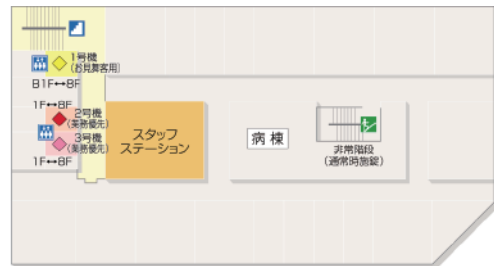 1号機
(お見舞客用)
B1F↔8F
1F↔8F
2号機
(業務優先)
3号機
(業務優先)
1F↔8F
スタッフ
ステーション
病棟
非常階段
(通常時施錠)